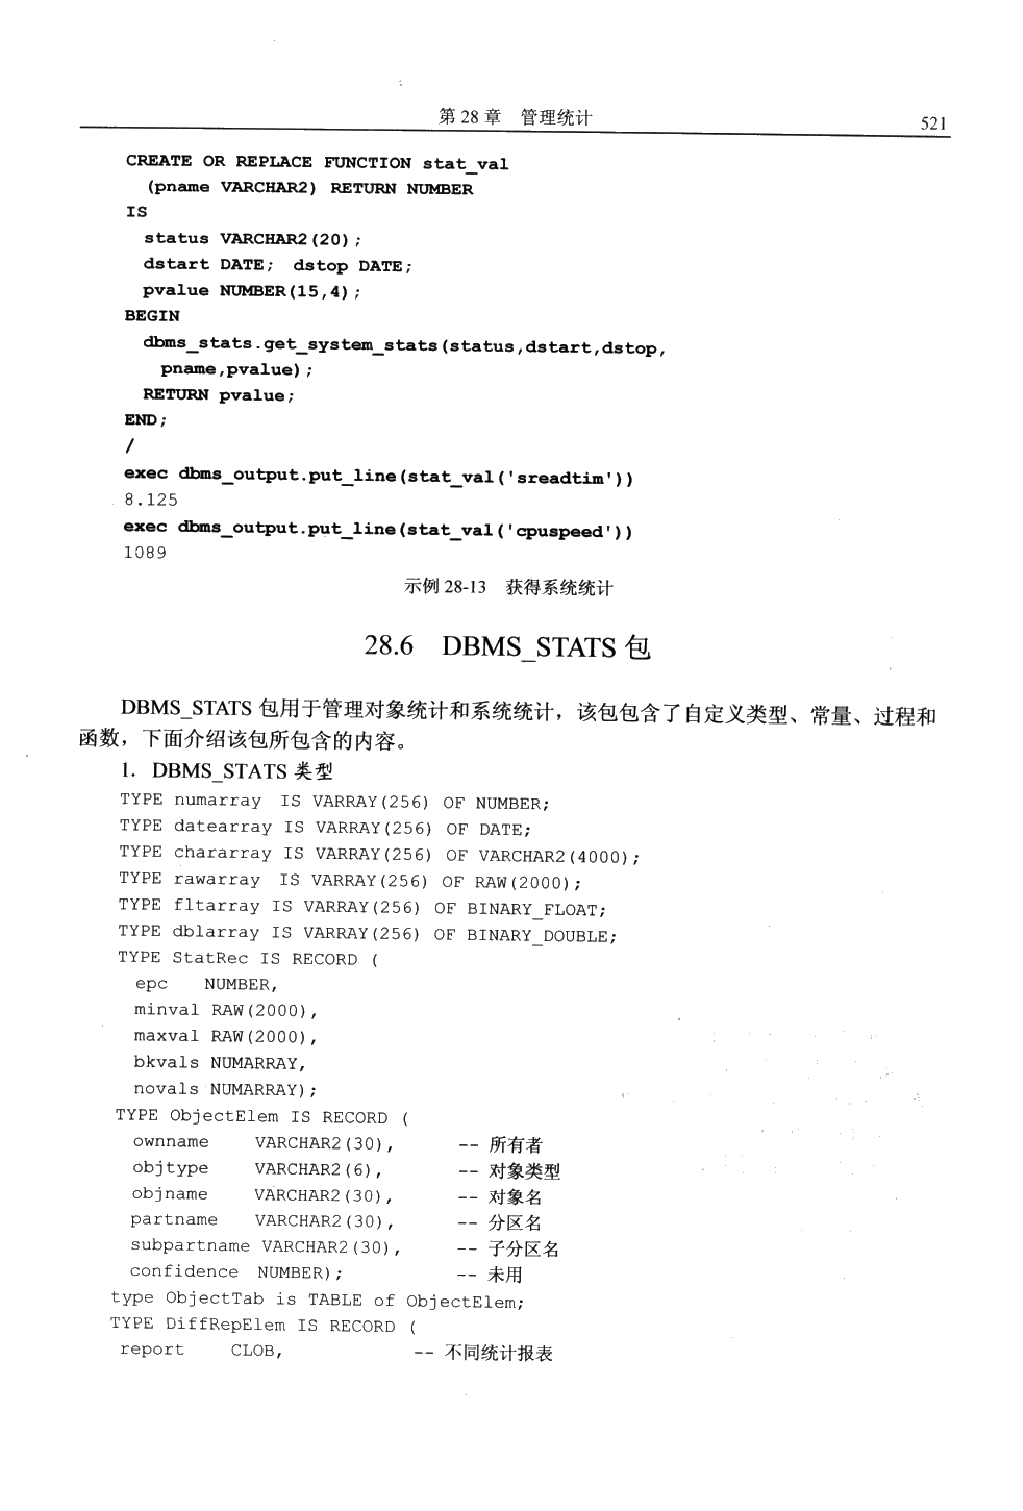 第 28 章 管理统计
521
CREATE OR REPLACE FUNCTION stat_val
(pname VARCHAR2) RETURN NUMBER
IS
status VARCHAR2(20);
dstart DATE; dstop DATE;
pvalue NUMBER(15,4);
BEGIN
dbms_stats.get_system_stats(status,dstart,dstop,
pname,pvalue);
RETURN pvalue;
END;
/
exec dbms_output.put_line(stat_val('sreadtim'))
8.125
exec dbms_output.put_line(stat_val('cpuspeed'))
1089
示例 28-13 获得系统统计
28.6 DBMS_STATS 包
DBMS_STATS 包用于管理对象统计和系统统计，该包包含了自定义类型、常量、过程和
函数，下面介绍该包所包含的内容。
1. DBMS_STATS 类型
TYPE numarray IS VARRAY(256) OF NUMBER;
TYPE datearray IS VARRAY(256) OF DATE;
TYPE chararray IS VARRAY(256) OF VARCHAR2(4000);
TYPE rawarray IS VARRAY(256) OF RAW(2000);
TYPE fltarray IS VARRAY(256) OF BINARY_FLOAT;
TYPE dblarray IS VARRAY(256) OF BINARY_DOUBLE;
TYPE StatRec IS RECORD (
epc NUMBER,
minval RAW(2000),
maxval RAW(2000),
bkvals NUMARRAY,
novals NUMARRAY);
TYPE ObjectElem IS RECORD (
ownname VARCHAR2(30), -- 所有者
objtype VARCHAR2(6), -- 对象类型
objname VARCHAR2(30), -- 对象名
partname VARCHAR2(30), -- 分区名
subpartname VARCHAR2(30), -- 子分区名
confidence NUMBER); -- 未用
type ObjectTab is TABLE of ObjectElem;
TYPE DiffRepElem IS RECORD (
report CLOB, -- 不同统计报表